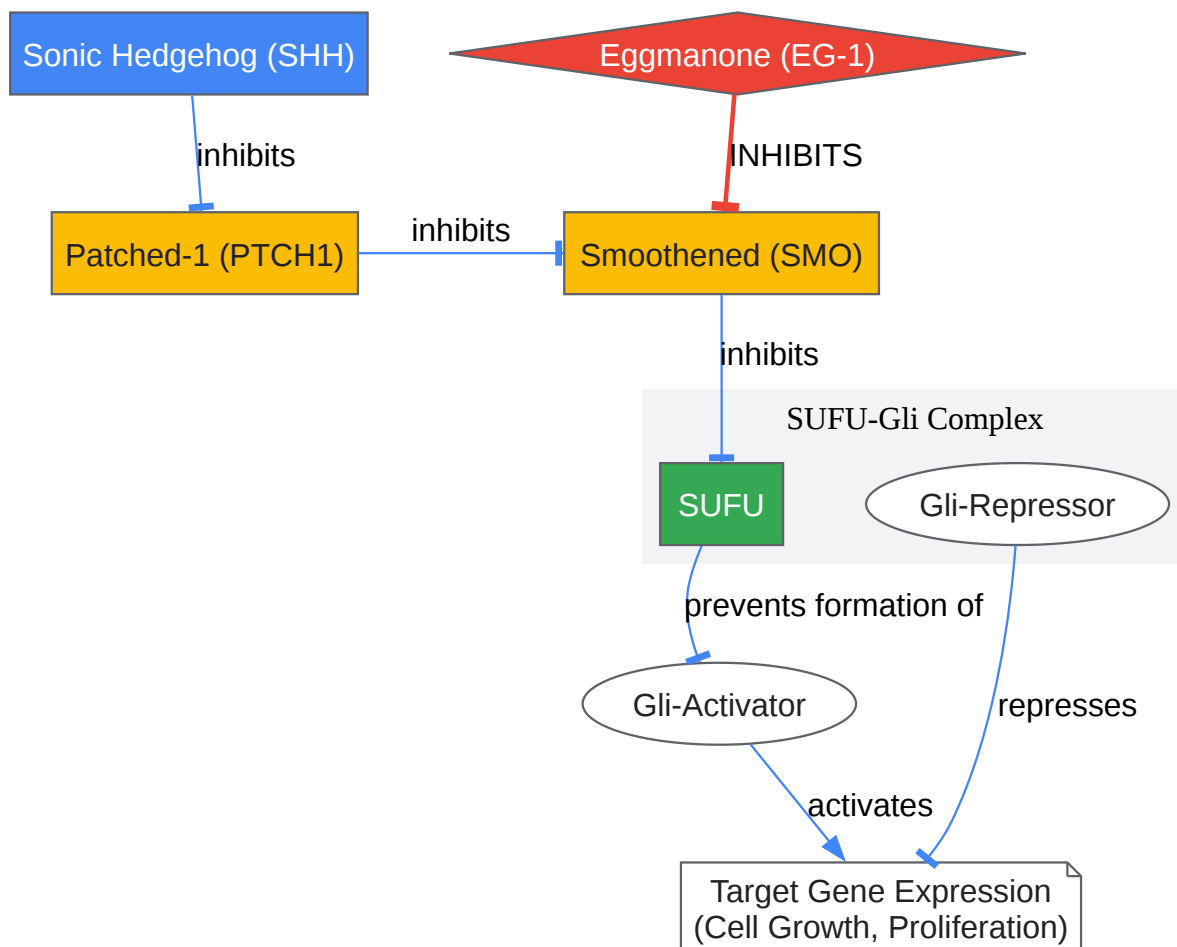 Sonic Hedgehog (SHH)
Eggmanone (EG-1)
inhibits
INHIBITS
Patched-1 (PTCH1)
inhibits
Smoothened (SMO)
inhibits
SUFU-Gli Complex
SUFU
Gli-Repressor
prevents formation of
Gli-Activator
represses
activates
Target Gene Expression
(Cell Growth, Proliferation)